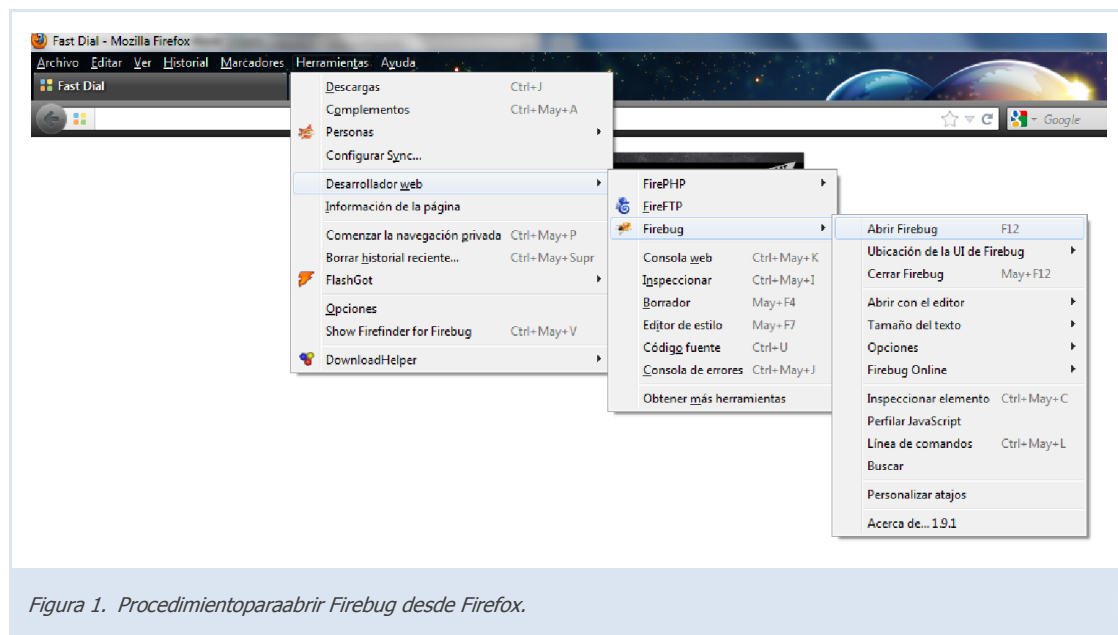 Fast Dial - Mozilla Firefox
Archivo Editar Ver Historial Marcadores Herramientas Ayuda
Fast Dial
Google
Descargas Ctrl+J
Complementos Ctrl+May+A
Personas
Configurar Sync...
Desarrollador web
Información de la página
Comenzar la navegación privada Ctrl+May+P
Borrar historial reciente... Ctrl+May+Supr
FlashGot
Opciones
Show Firefinder for Firebug Ctrl+May+V
DownloadHelper
FirePHP
FireFTP
Firebug
Consola web Ctrl+May+K
Inspeccionar Ctrl+May+I
Borrador May+F4
Editor de estilo May+F7
Código fuente Ctrl+U
Consola de errores Ctrl+May+J
Obtener más herramientas
Abrir Firebug F12
Ubicación de la UI de Firebug
Cerrar Firebug May+F12
Abrir con el editor
Tamaño del texto
Opciones
Firebug Online
Inspeccionar elemento Ctrl+May+C
Perfilar JavaScript
Línea de comandos Ctrl+May+L
Buscar
Personalizar atajos
Acerca de... 1.9.1
Figura 1. Procedimientoparaabrir Firebug desde Firefox.